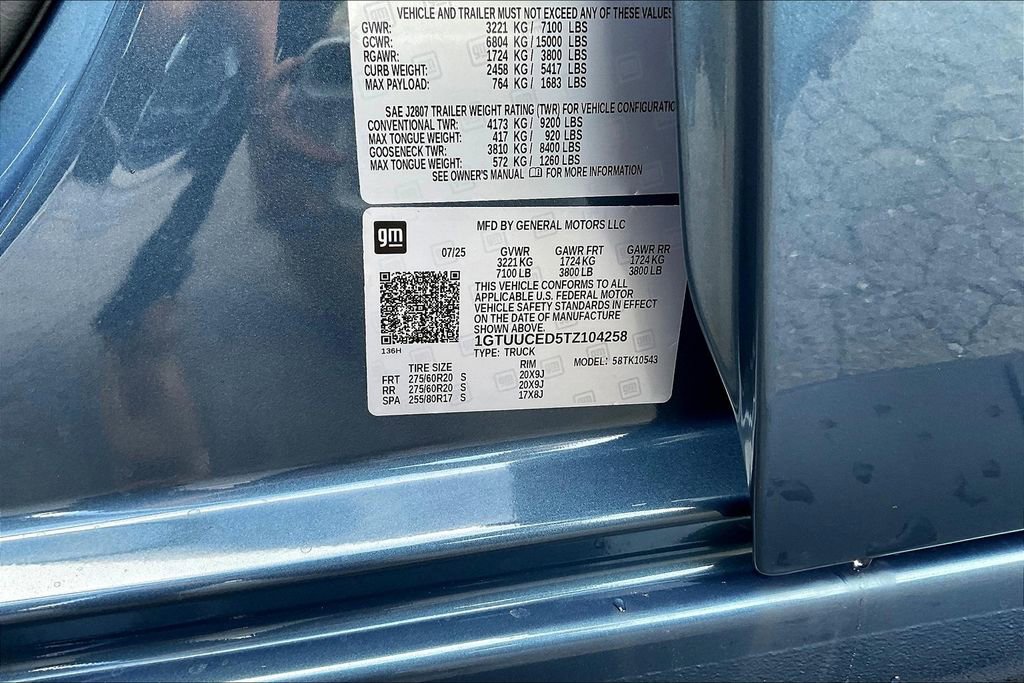 VEHICLE AND TRAILER MUST NOT EXCEED ANY OF THESE VALUES
GVWR: 3221 KG / 7100 LBS
GCWR: 6804 KG / 15000 LBS
RGAWR: 1724 KG / 3800 LBS
CURB WEIGHT: 2458 KG / 5417 LBS
MAX PAYLOAD: 764 KG / 1683 LBS
SAE J2807 TRAILER WEIGHT RATING (TWR) FOR VEHICLE CONFIGURATIO
CONVENTIONAL TWR: 4173 KG / 9200 LBS
MAX TONGUE WEIGHT: 417 KG / 920 LBS
GOOSENECK TWR: 3810 KG / 8400 LBS
MAX TONGUE WEIGHT: 572 KG / 1260 LBS
SEE OWNER'S MANUAL FOR MORE INFORMATION
gm
MFD BY GENERAL MOTORS LLC
07/25 GVWR GAWR FRT GAWR RR
3221 KG 1724 KG 1724 KG
7100 LB 3800 LB 3800 LB
THIS VEHICLE CONFORMS TO ALL
APPLICABLE U.S. FEDERAL MOTOR
VEHICLE SAFETY STANDARDS IN EFFECT
ON THE DATE OF MANUFACTURE
SHOWN ABOVE.
1GTUUCED5TZ104258
136H
TYPE: TRUCK MODEL: 58TK10543
TIRE SIZE RIM
FRT 275/60R20 S 20X9J
RR 275/60R20 S 20X9J
SPA 255/80R17 S 17X8J